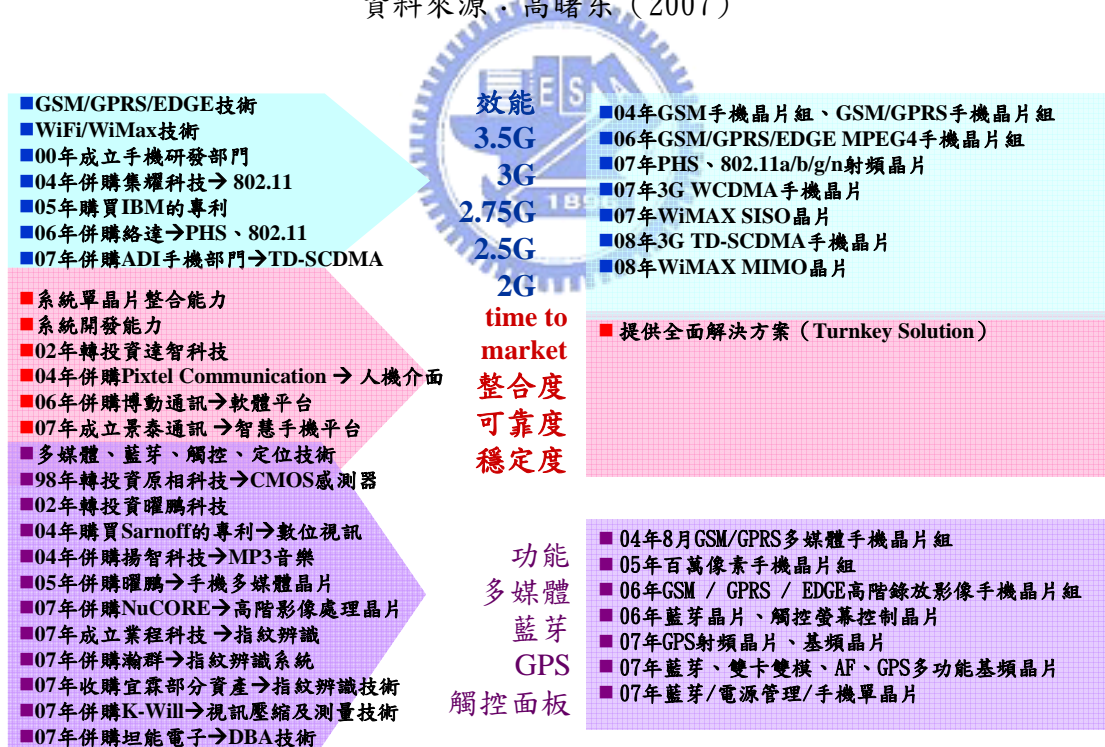 資料來源：高曙东（2007）
■GSM/GPRS/EDGE技術
■WiFi/WiMax技術
■00年成立手機研發部門
■04年併購集耀科技→ 802.11
■05年購買IBM的專利
■06年併購絡達→PHS、802.11
■07年併購ADI手機部門→TD-SCDMA
■系統單晶片整合能力
■系統開發能力
■02年轉投資達智科技
■04年併購Pixtel Communication → 人機介面
■06年併購博動通訊→軟體平台
■07年成立景泰通訊→智慧手機平台
■多媒體、藍芽、觸控、定位技術
■98年轉投資原相科技→CMOS感測器
■02年轉投資曜鵬科技
■04年購買Sarnoff的專利→數位視訊
■04年併購揚智科技→MP3音樂
■05年併購曜鵬→手機多媒體晶片
■07年併購NuCORE→高階影像處理晶片
■07年成立業程科技→指紋辨識
■07年併購瀚群→指紋辨識系統
■07年收購宜霖部分資產→指紋辨識技術
■07年併購K-Will→視訊壓縮及測量技術
■07年併購坦能電子→DBA技術
效能
3.5G
3G
2.75G
2.5G
2G
time to
market
整合度
可靠度
穩定度
功能
多媒體
藍芽
GPS
觸控面板
■04年GSM手機晶片組、GSM/GPRS手機晶片組
■06年GSM/GPRS/EDGE MPEG4手機晶片組
■07年PHS、802.11a/b/g/n射頻晶片
■07年3G WCDMA手機晶片
■07年WiMAX SISO晶片
■08年3G TD-SCDMA手機晶片
■08年WiMAX MIMO晶片
■ 提供全面解決方案（Turnkey Solution）
■ 04年8月GSM/GPRS多媒體手機晶片組
■ 05年百萬像素手機晶片組
■ 06年GSM / GPRS / EDGE高階錄放影像手機晶片組
■ 06年藍芽晶片、觸控螢幕控制晶片
■ 07年GPS射頻晶片、基頻晶片
■ 07年藍芽、雙卡雙模、AF、GPS多功能基頻晶片
■ 07年藍芽/電源管理/手機單晶片